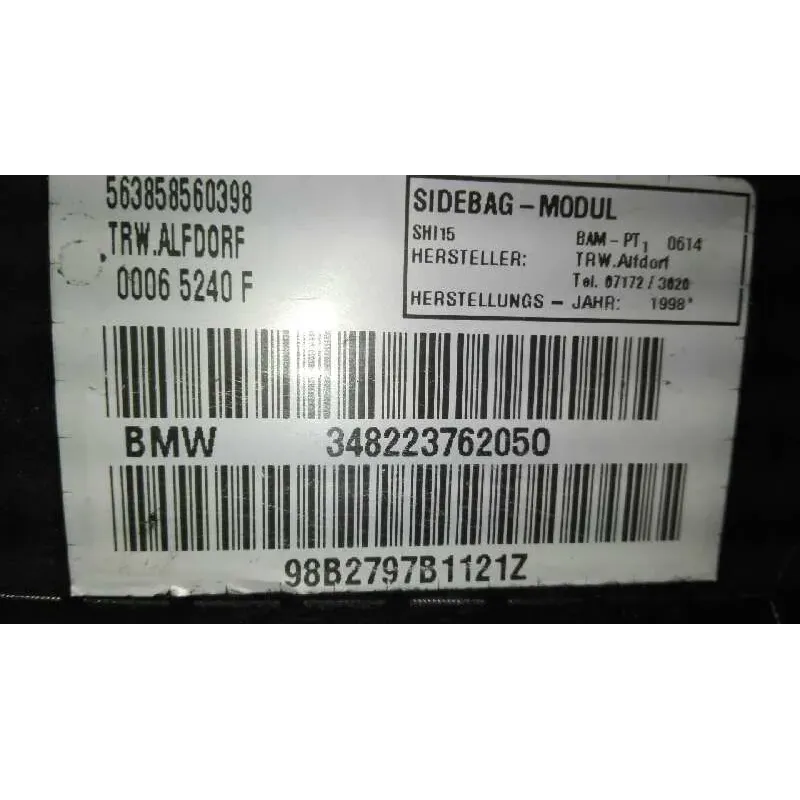 563858560398
TRW.ALFDORF
0006 5240 F
SIDEBAG - MODUL
SHI15 BAM - PT1 0614
HERSTELLER: TRW.Alfdorf
Tel. 07172 / 3020
HERSTELLUNGS - JAHR: 1998*
BMW 348223762050
98B2797B1121Z